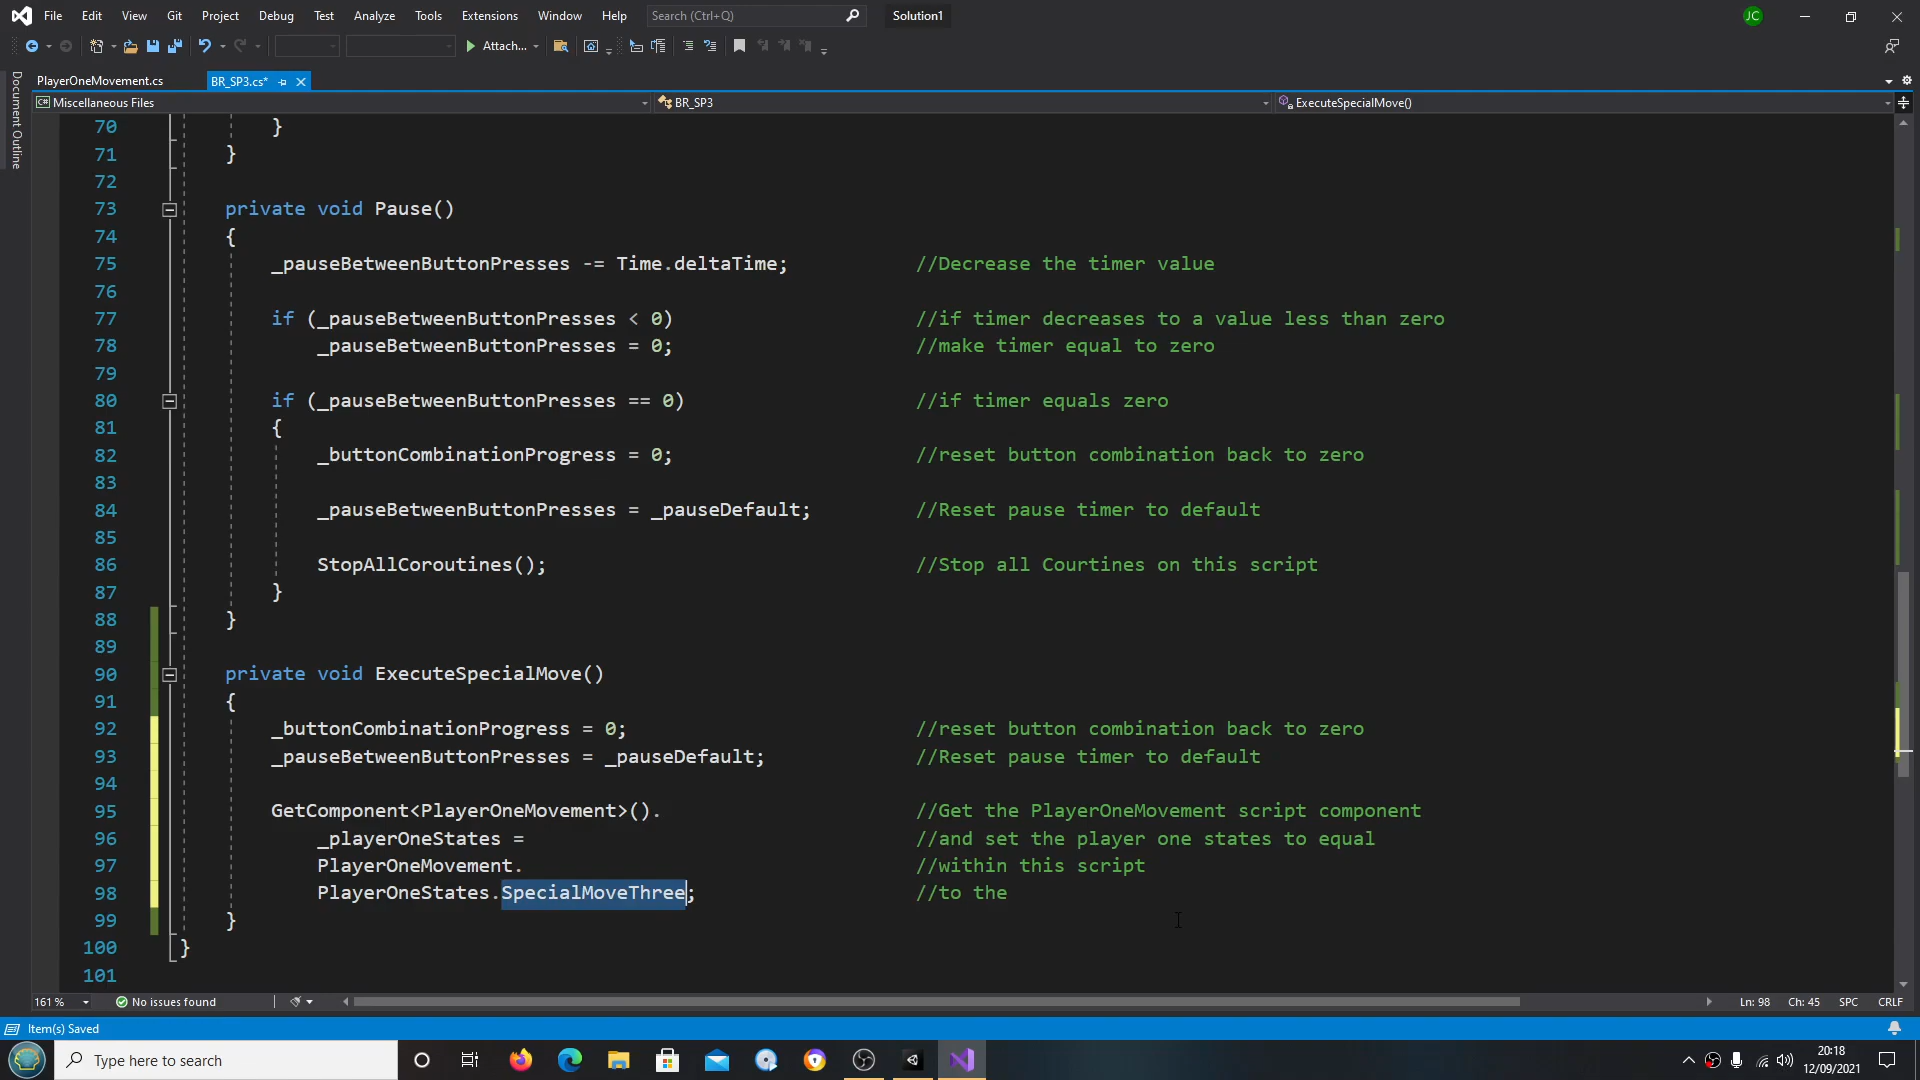 File Edit View Git Project Debug Test Analyze Tools Extensions Window Help Search (Ctrl+Q) Solution1 JC
Attach...
PlayerOneMovement.cs BR_SP3.cs*
Document Outline
Miscellaneous Files BR_SP3 ExecuteSpecialMove()
70 }
71 }
72
73 private void Pause()
74 {
75 _pauseBetweenButtonPresses -= Time.deltaTime; //Decrease the timer value
76
77 if (_pauseBetweenButtonPresses < 0) //if timer decreases to a value less than zero
78 _pauseBetweenButtonPresses = 0; //make timer equal to zero
79
80 if (_pauseBetweenButtonPresses == 0) //if timer equals zero
81 {
82 _buttonCombinationProgress = 0; //reset button combination back to zero
83
84 _pauseBetweenButtonPresses = _pauseDefault; //Reset pause timer to default
85
86 StopAllCoroutines(); //Stop all Courtines on this script
87 }
88 }
89
90 private void ExecuteSpecialMove()
91 {
92 _buttonCombinationProgress = 0; //reset button combination back to zero
93 _pauseBetweenButtonPresses = _pauseDefault; //Reset pause timer to default
94
95 GetComponent<PlayerOneMovement>(). //Get the PlayerOneMovement script component
96 _playerOneStates = //and set the player one states to equal
97 PlayerOneMovement. //within this script
98 PlayerOneStates.SpecialMoveThree; //to the
99 }
100 }
101
161 % No issues found Ln: 98 Ch: 45 SPC CRLF
Item(s) Saved
Type here to search 20:18
12/09/2021